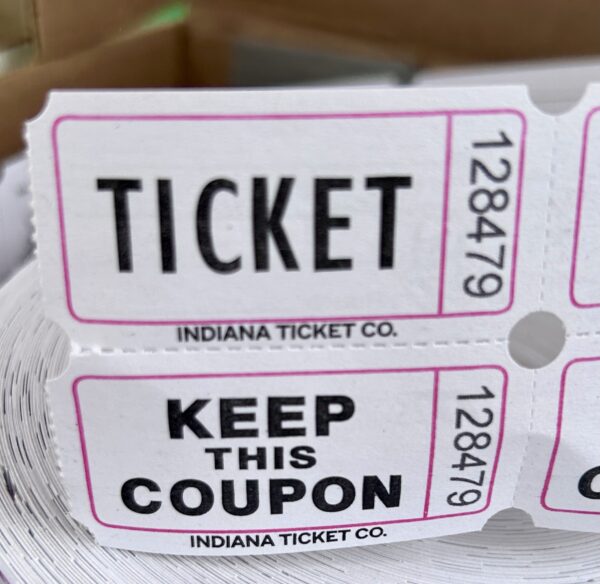 TICKET
128479
INDIANA TICKET CO.
KEEP
THIS
COUPON
128479
INDIANA TICKET CO.